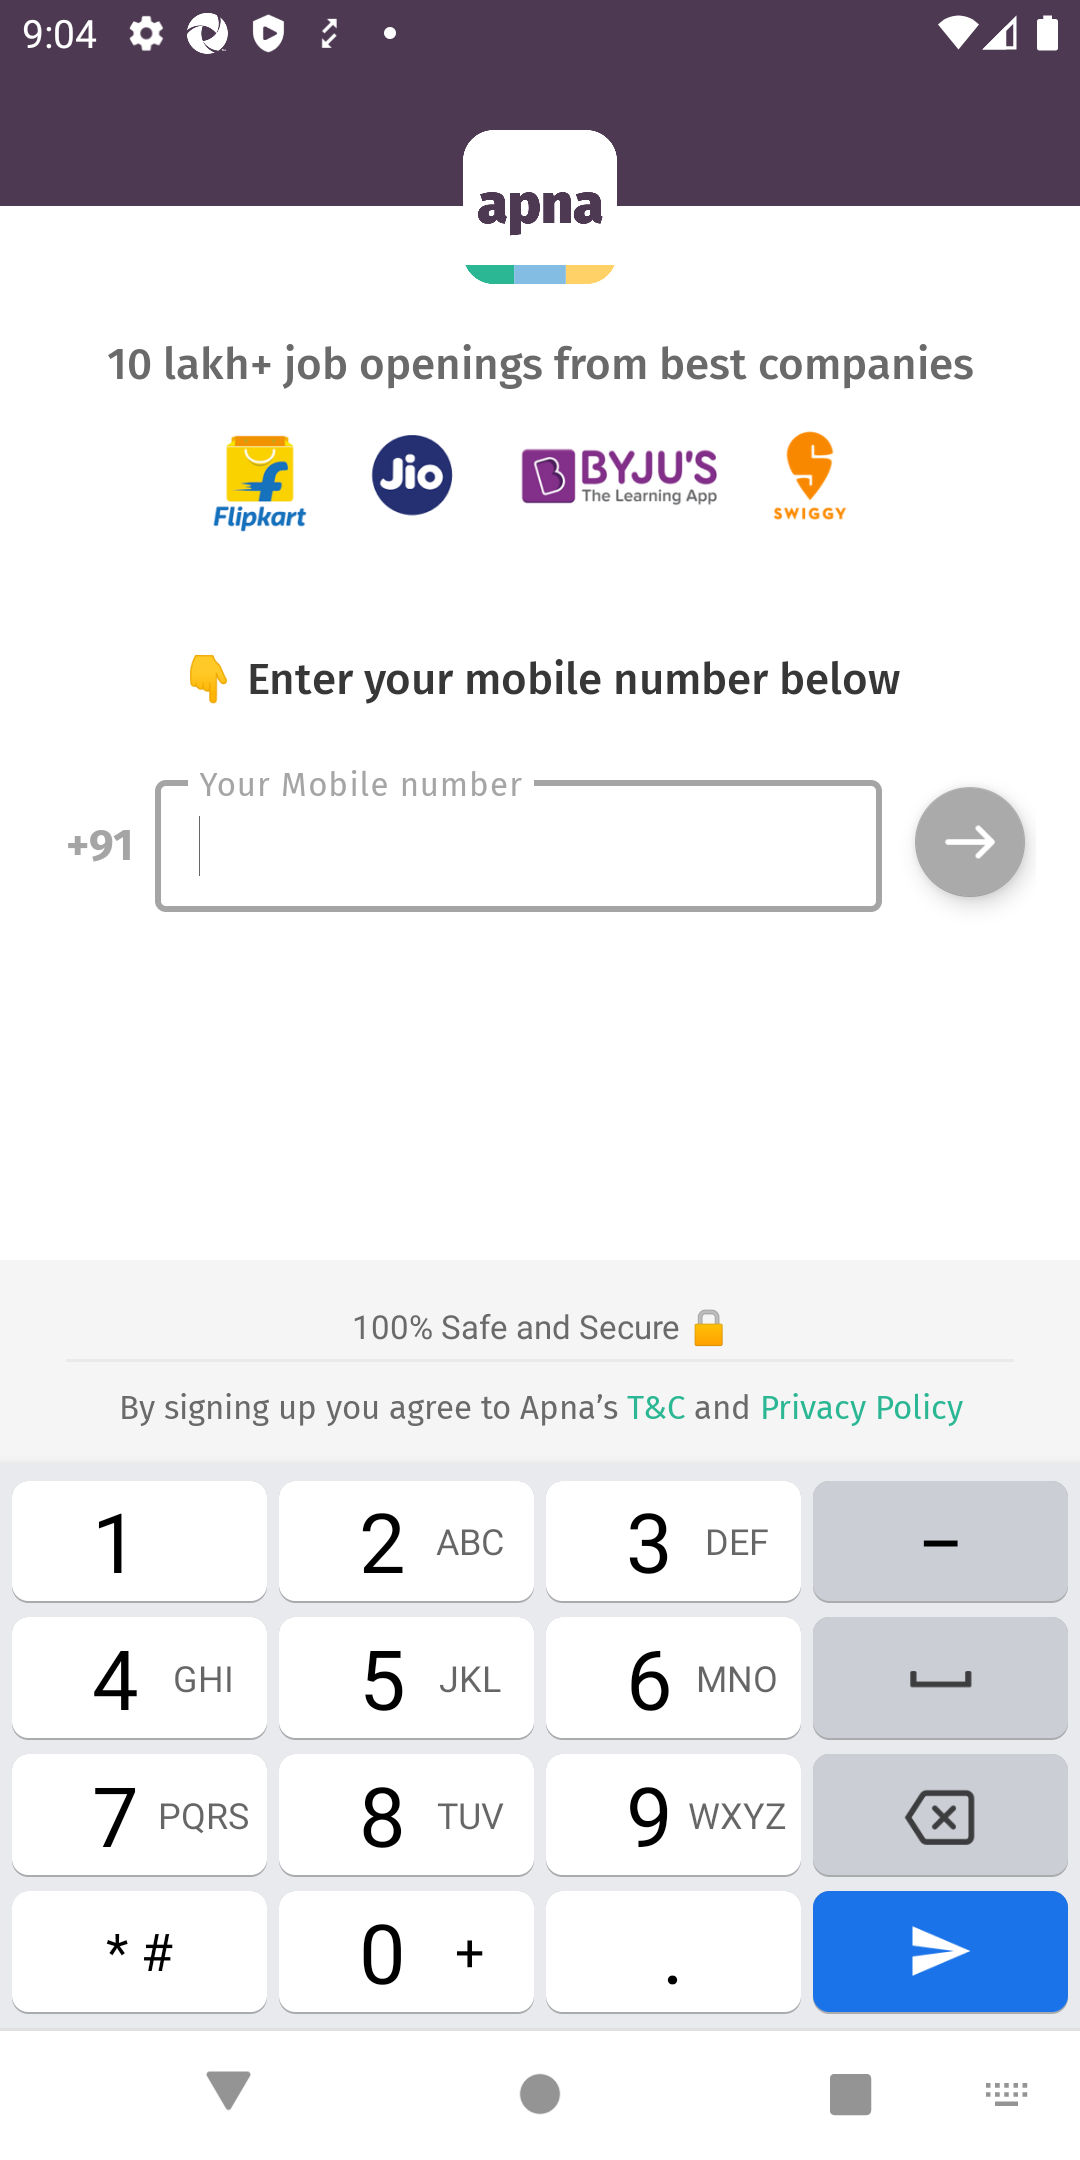 9:04
apna
10 lakh+ job openings from best companies
Flipkart
Jio
BYJU'S
The Learning App
SWIGGY
👇 Enter your mobile number below
Your Mobile number
+91
100% Safe and Secure 🔒
By signing up you agree to Apna’s T&C and Privacy Policy
1
2 ABC
3 DEF
–
4 GHI
5 JKL
6 MNO
7 PQRS
8 TUV
9 WXYZ
* #
0 +
.